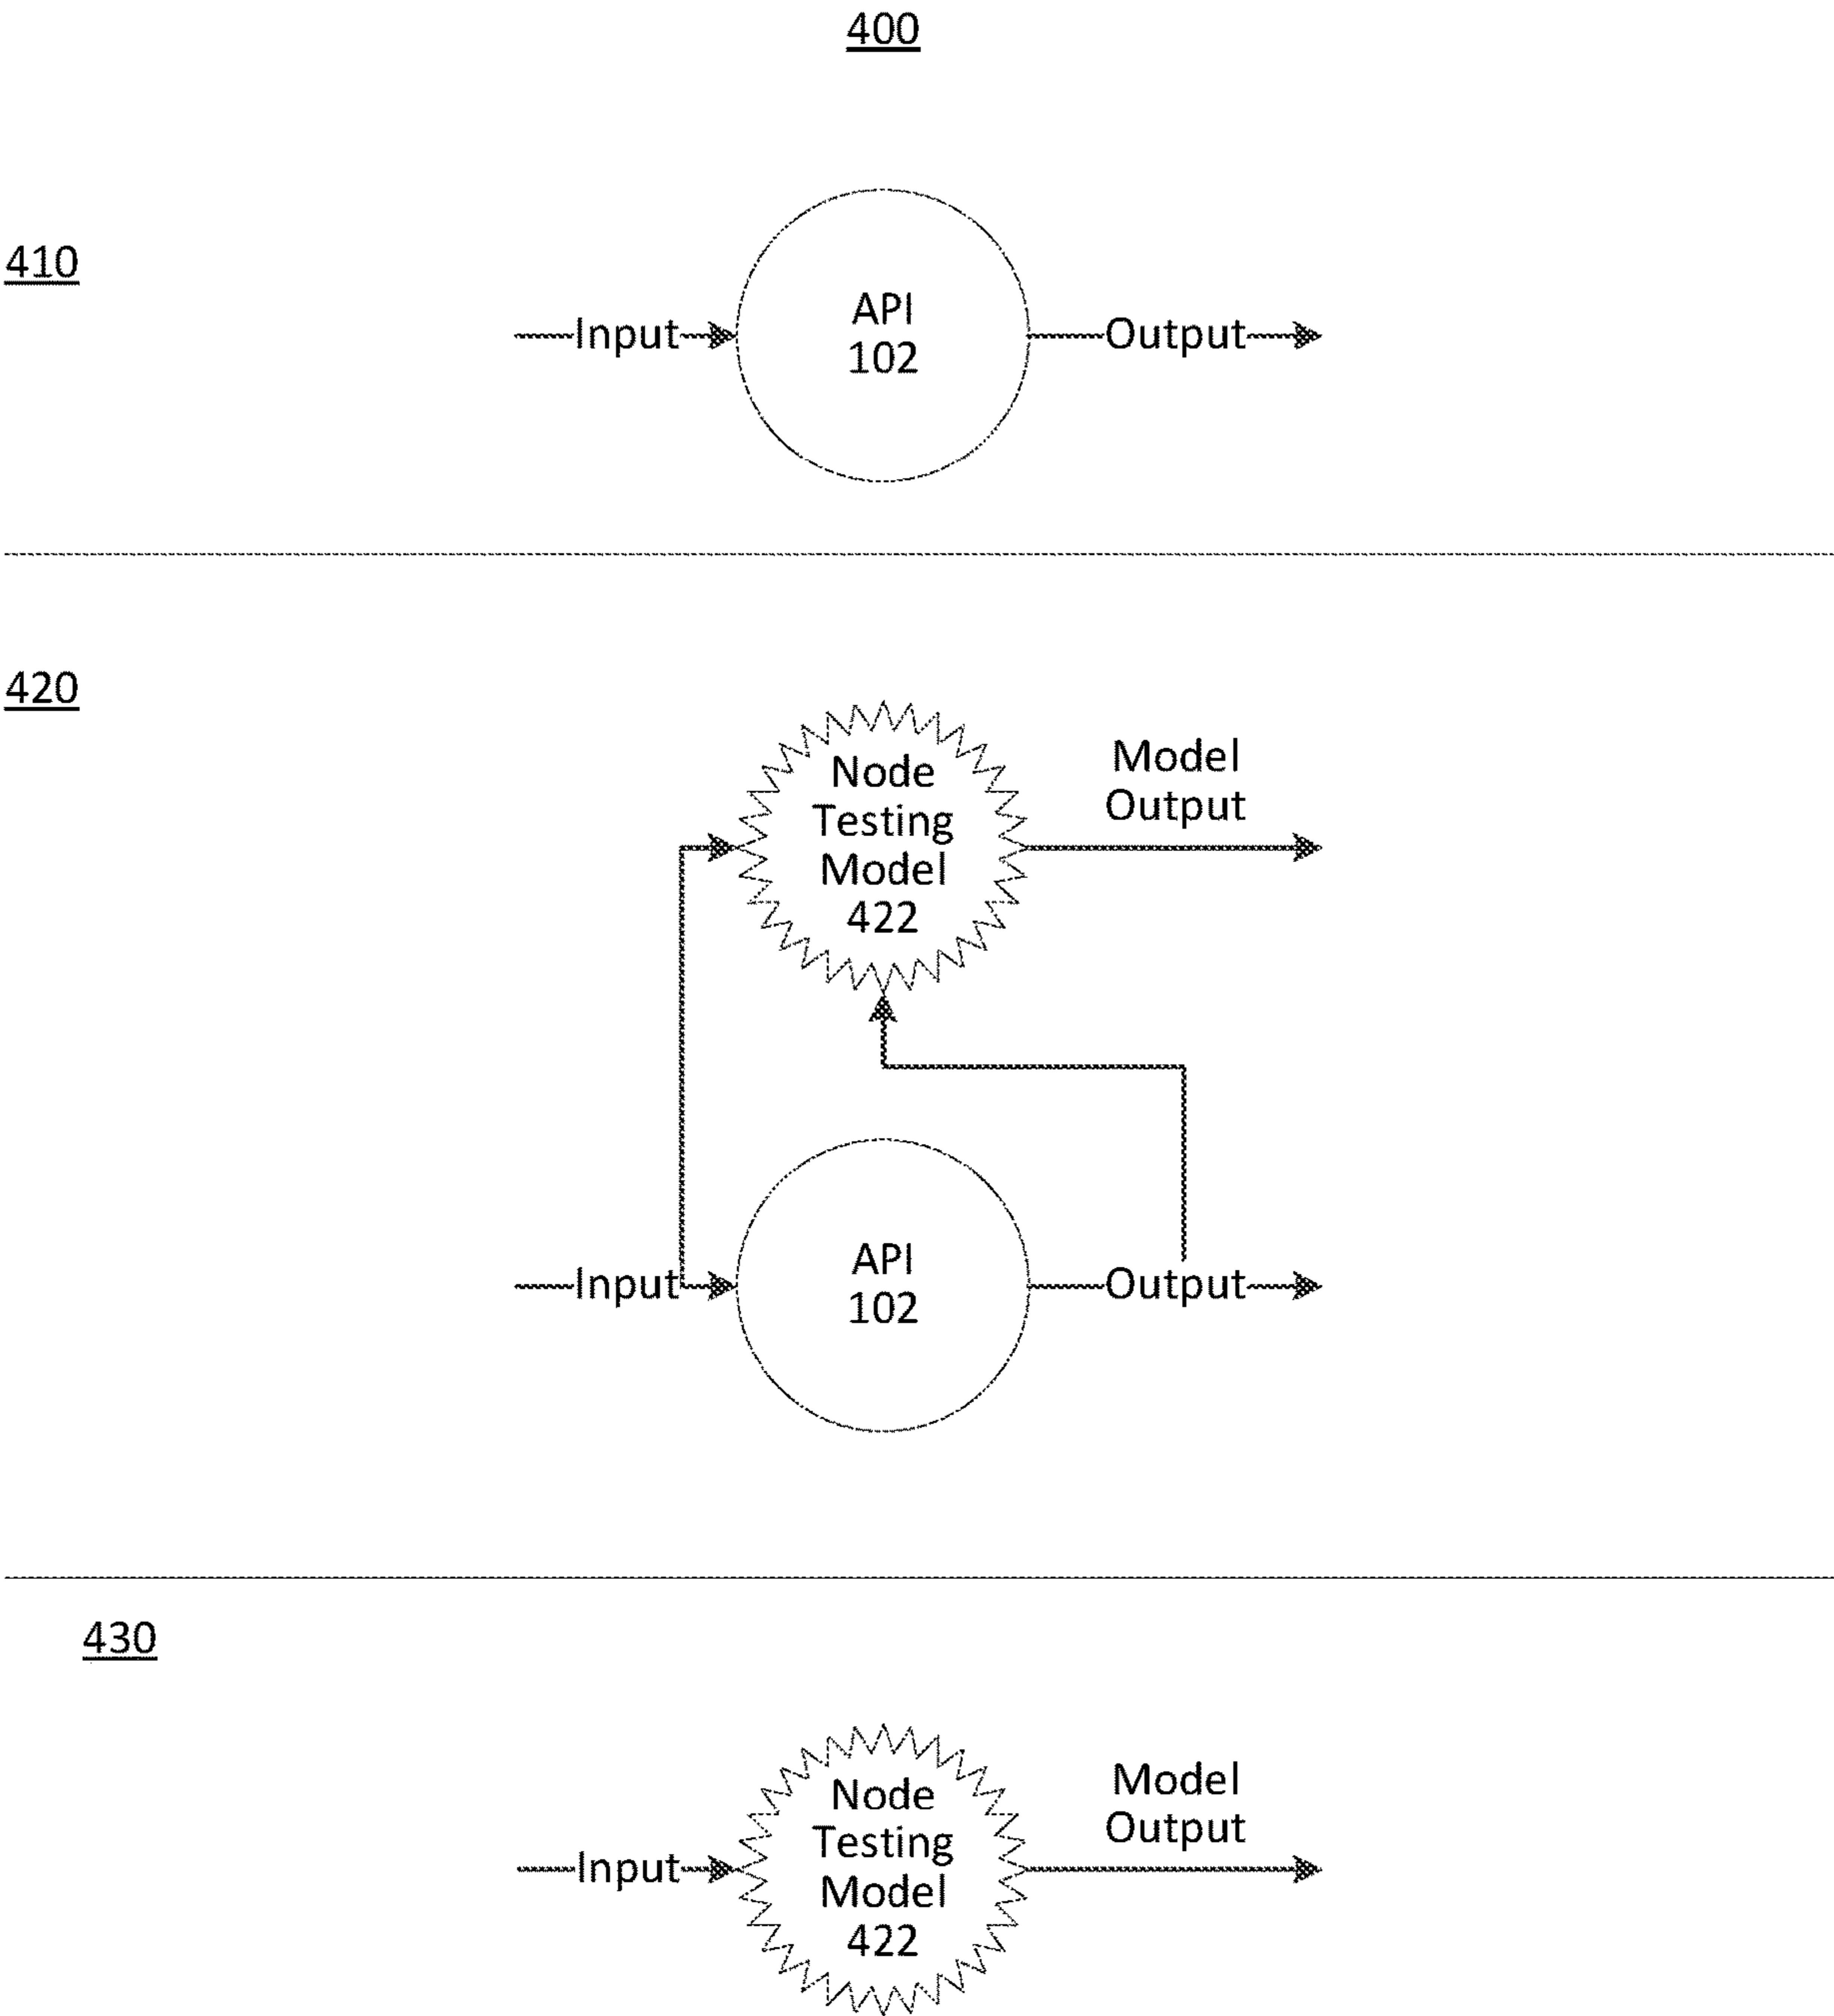 400
410
API
102
Input
Output
420
Node
Testing
Model
422
Model
Output
API
102
Input
Output
430
Node
Testing
Model
422
Input
Model
Output